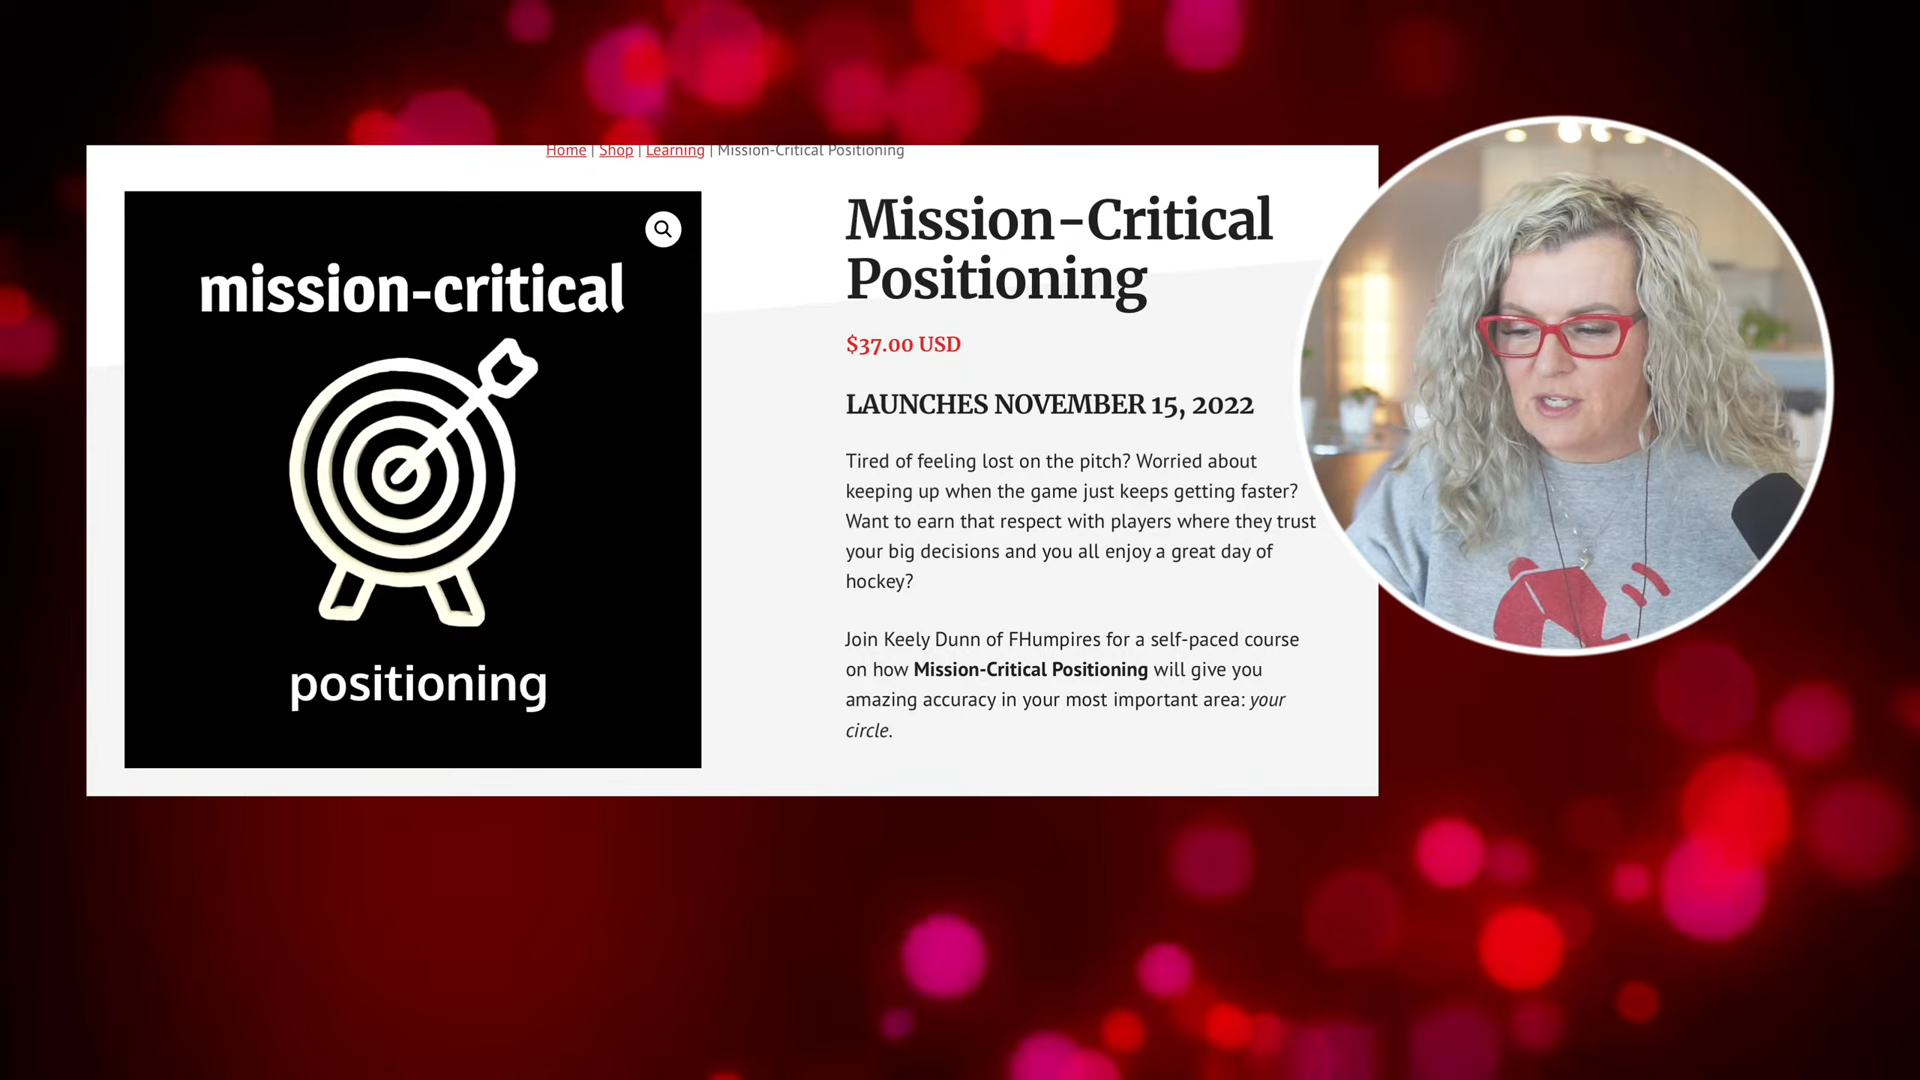 Home | Shop | Learning | Mission-Critical Positioning
mission-critical
positioning
Mission-Critical
Positioning
$37.00 USD
LAUNCHES NOVEMBER 15, 2022
Tired of feeling lost on the pitch? Worried about
keeping up when the game just keeps getting faster?
Want to earn that respect with players where they trust
your big decisions and you all enjoy a great day of
hockey?
Join Keely Dunn of FHumpires for a self-paced course
on how Mission-Critical Positioning will give you
amazing accuracy in your most important area: your
circle.